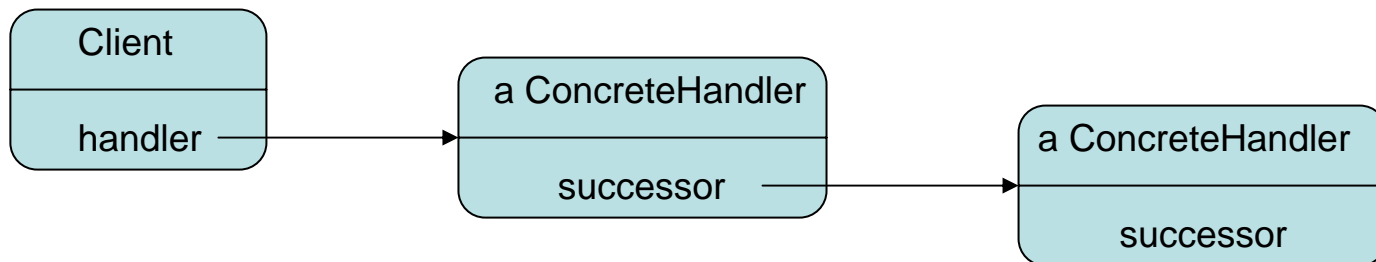 Client
handler
a ConcreteHandler
successor
a ConcreteHandler
successor